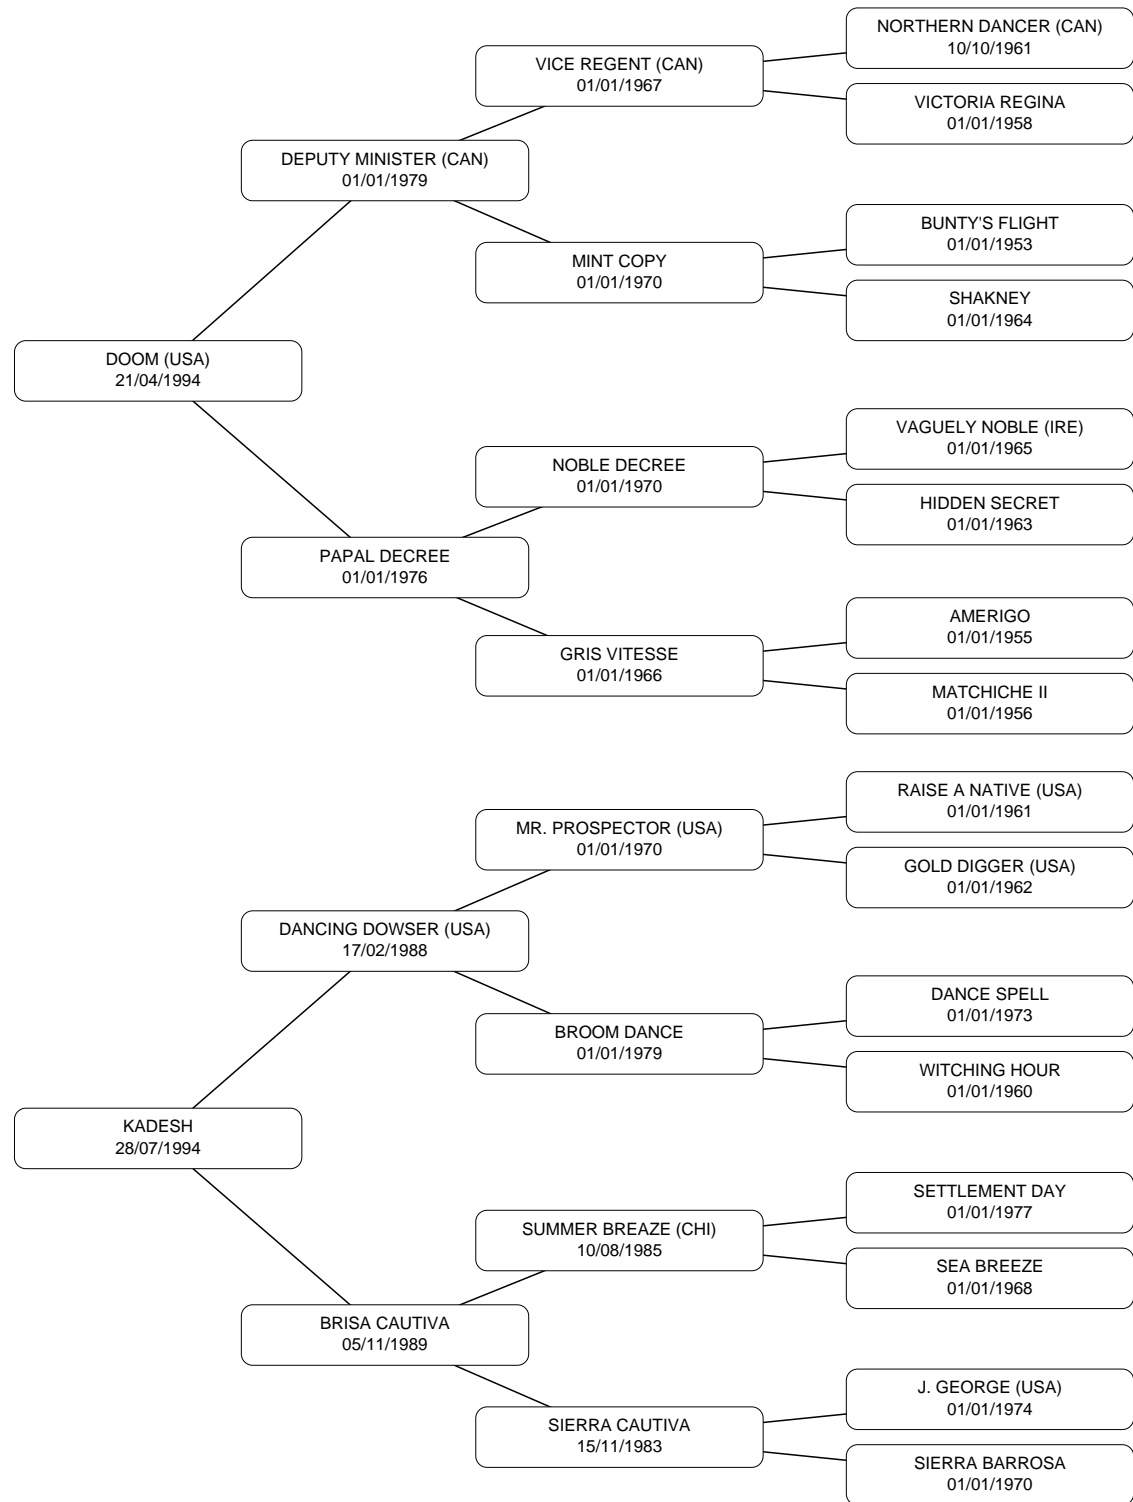 NORTHERN DANCER (CAN)
10/10/1961
VICE REGENT (CAN)
01/01/1967
VICTORIA REGINA
01/01/1958
DEPUTY MINISTER (CAN)
01/01/1979
BUNTY'S FLIGHT
01/01/1953
MINT COPY
01/01/1970
SHAKNEY
01/01/1964
DOOM (USA)
21/04/1994
VAGUELY NOBLE (IRE)
01/01/1965
NOBLE DECREE
01/01/1970
HIDDEN SECRET
01/01/1963
PAPAL DECREE
01/01/1976
AMERIGO
01/01/1955
GRIS VITESSE
01/01/1966
MATCHICHE II
01/01/1956
RAISE A NATIVE (USA)
01/01/1961
MR. PROSPECTOR (USA)
01/01/1970
GOLD DIGGER (USA)
01/01/1962
DANCING DOWSER (USA)
17/02/1988
DANCE SPELL
01/01/1973
BROOM DANCE
01/01/1979
WITCHING HOUR
01/01/1960
KADESH
28/07/1994
SETTLEMENT DAY
01/01/1977
SUMMER BREAZE (CHI)
10/08/1985
SEA BREEZE
01/01/1968
BRISA CAUTIVA
05/11/1989
J. GEORGE (USA)
01/01/1974
SIERRA CAUTIVA
15/11/1983
SIERRA BARROSA
01/01/1970